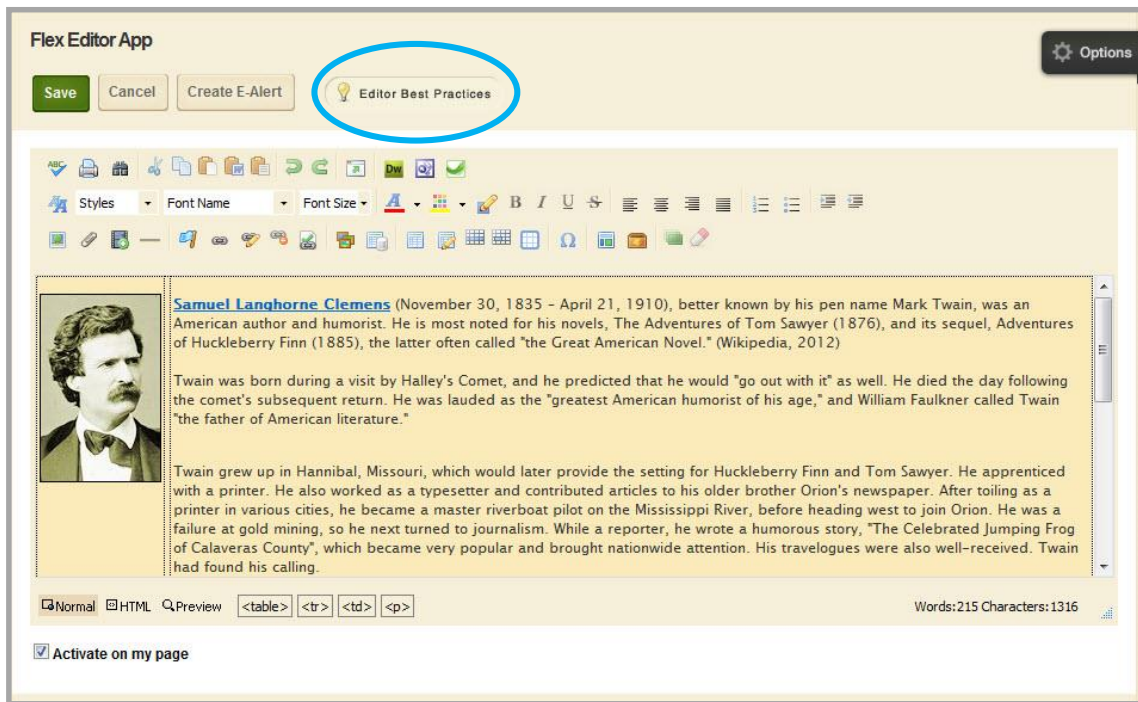 Flex Editor App
Options
Save Cancel Create E-Alert Editor Best Practices
ABC Dw
Styles Font Name Font Size A B I U S
Ω
Samuel Langhorne Clemens (November 30, 1835 – April 21, 1910), better known by his pen name Mark Twain, was an
American author and humorist. He is most noted for his novels, The Adventures of Tom Sawyer (1876), and its sequel, Adventures
of Huckleberry Finn (1885), the latter often called "the Great American Novel." (Wikipedia, 2012)
Twain was born during a visit by Halley's Comet, and he predicted that he would "go out with it" as well. He died the day following
the comet's subsequent return. He was lauded as the "greatest American humorist of his age," and William Faulkner called Twain
"the father of American literature."
Twain grew up in Hannibal, Missouri, which would later provide the setting for Huckleberry Finn and Tom Sawyer. He apprenticed
with a printer. He also worked as a typesetter and contributed articles to his older brother Orion's newspaper. After toiling as a
printer in various cities, he became a master riverboat pilot on the Mississippi River, before heading west to join Orion. He was a
failure at gold mining, so he next turned to journalism. While a reporter, he wrote a humorous story, "The Celebrated Jumping Frog
of Calaveras County", which became very popular and brought nationwide attention. His travelogues were also well-received. Twain
had found his calling.
Normal HTML Preview <table> <tr> <td> <p> Words:215 Characters:1316
Activate on my page